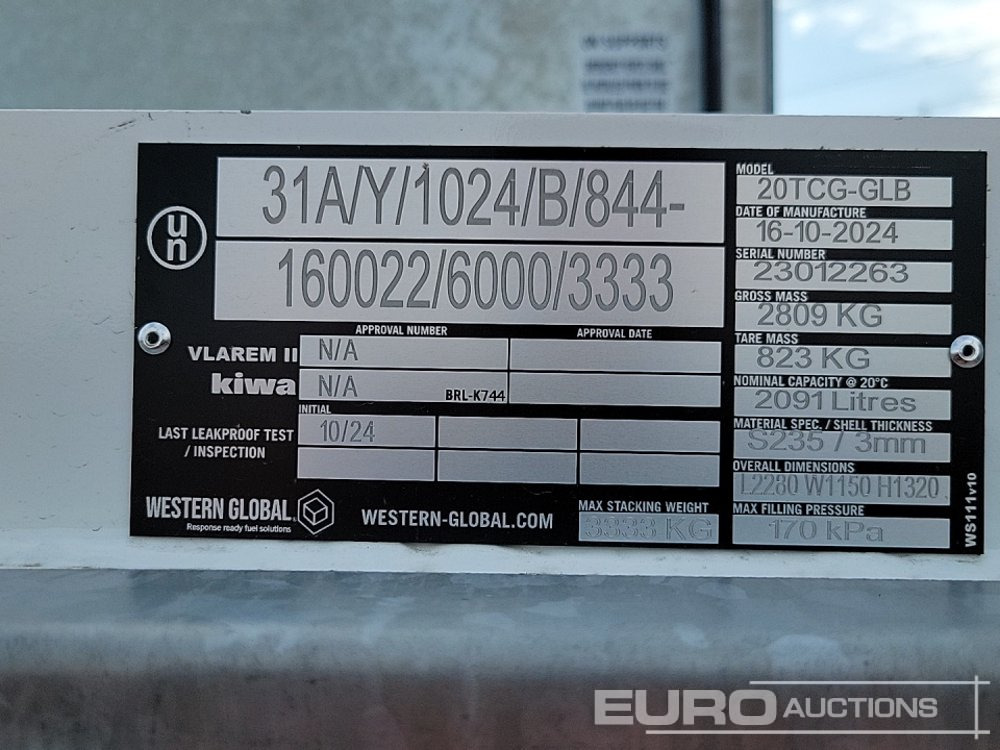 un
31A/Y/1024/B/844-
160022/6000/3333
APPROVAL NUMBER APPROVAL DATE
VLAREM II N/A
kiwa N/A BRL-K744
INITIAL
LAST LEAKPROOF TEST 10/24
/ INSPECTION
WESTERN GLOBAL
Response ready fuel solutions
WESTERN-GLOBAL.COM
MAX STACKING WEIGHT
3333 KG
MODEL
20TCG-GLB
DATE OF MANUFACTURE
16-10-2024
SERIAL NUMBER
23012263
GROSS MASS
2809 KG
TARE MASS
823 KG
NOMINAL CAPACITY @ 20°C
2091 Litres
MATERIAL SPEC. / SHELL THICKNESS
S235 / 3mm
OVERALL DIMENSIONS
L2280 W1150 H1320
MAX FILLING PRESSURE
170 kPa
WS111v10
EURO AUCTIONS